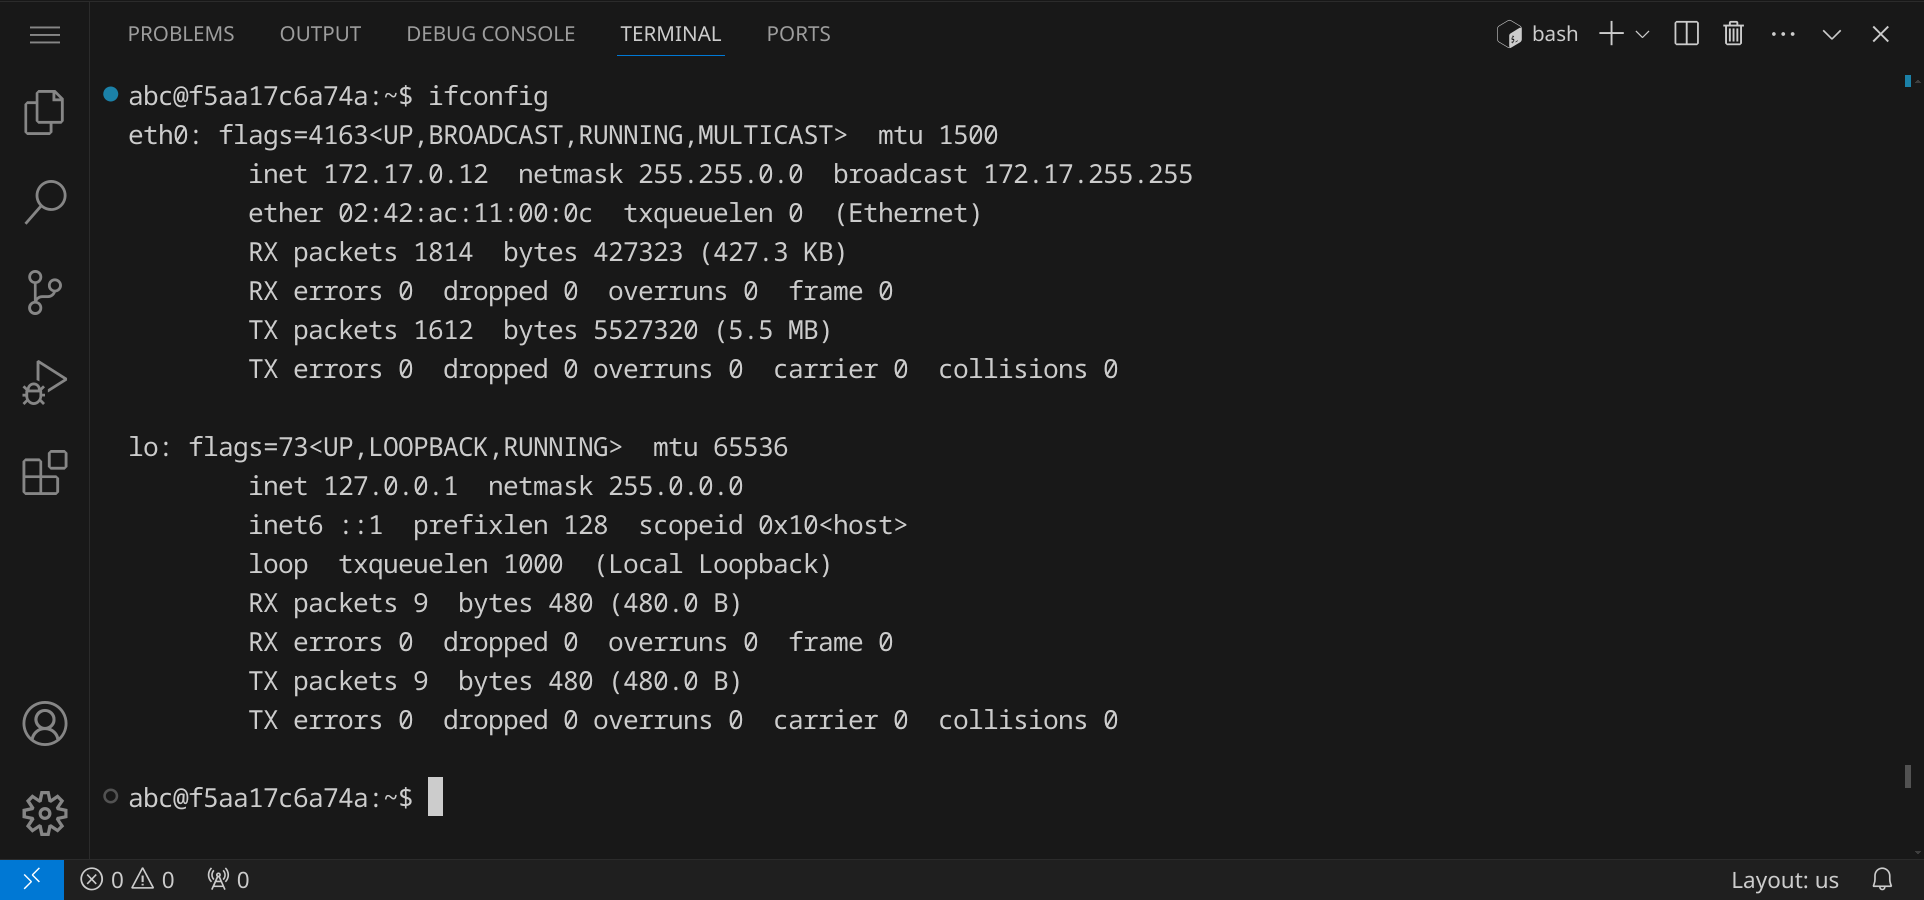 PROBLEMS OUTPUT DEBUG CONSOLE TERMINAL PORTS bash
abc@f5aa17c6a74a:~$ ifconfig
eth0: flags=4163<UP,BROADCAST,RUNNING,MULTICAST>  mtu 1500
        inet 172.17.0.12  netmask 255.255.0.0  broadcast 172.17.255.255
        ether 02:42:ac:11:00:0c  txqueuelen 0  (Ethernet)
        RX packets 1814  bytes 427323 (427.3 KB)
        RX errors 0  dropped 0  overruns 0  frame 0
        TX packets 1612  bytes 5527320 (5.5 MB)
        TX errors 0  dropped 0 overruns 0  carrier 0  collisions 0

lo: flags=73<UP,LOOPBACK,RUNNING>  mtu 65536
        inet 127.0.0.1  netmask 255.0.0.0
        inet6 ::1  prefixlen 128  scopeid 0x10<host>
        loop  txqueuelen 1000  (Local Loopback)
        RX packets 9  bytes 480 (480.0 B)
        RX errors 0  dropped 0  overruns 0  frame 0
        TX packets 9  bytes 480 (480.0 B)
        TX errors 0  dropped 0 overruns 0  carrier 0  collisions 0

abc@f5aa17c6a74a:~$
0 0 0 Layout: us